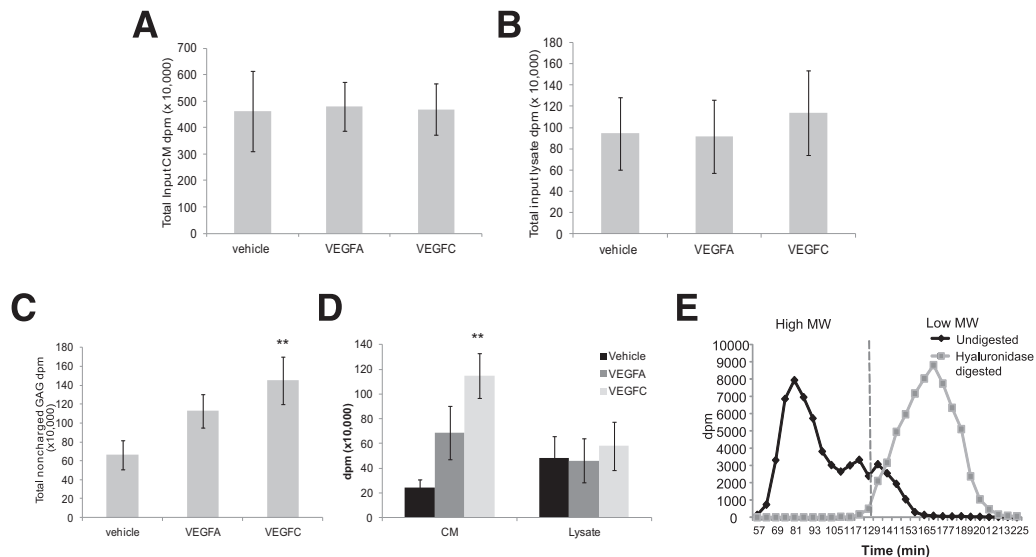 A
Total Input CM dpm (x 10,000)
700
600
500
400
300
200
100
0
vehicle VEGFA VEGFC
B
Total input lysate dpm (x 10,000)
180
160
140
120
100
80
60
40
20
0
vehicle VEGFA VEGFC
C
Total noncharged GAG dpm
(x10,000)
180
160
140
120
100
80
60
40
20
0
**
vehicle VEGFA VEGFC
D
dpm (x10,000)
140
120
100
80
60
40
20
0
**
Vehicle
VEGFA
VEGFC
CM Lysate
E
High MW Low MW
Undigested
Hyaluronidase
digested
dpm
10000
9000
8000
7000
6000
5000
4000
3000
2000
1000
0
57 69 81 93 105117129141153165177189201213225
Time (min)